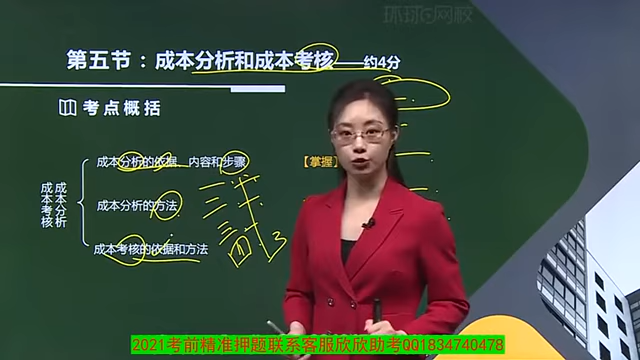 环球网校
第五节：成本分析和成本考核——约4分
考点概括
成本分析的依据、内容和步骤
【掌握】
成本分析的方法
成本考核的依据和方法
成本分析
成本考核
2021考前精准押题联系客服欣欣助考QQ1834740478